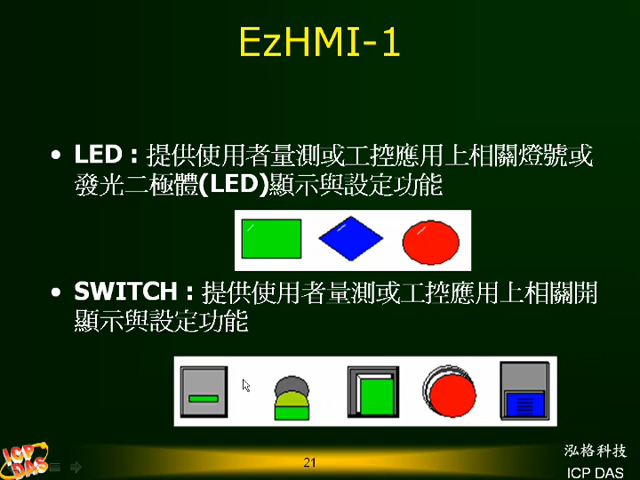 EzHMI-1
• LED : 提供使用者量測或工控應用上相關燈號或
發光二極體(LED)顯示與設定功能
• SWITCH : 提供使用者量測或工控應用上相關開
顯示與設定功能
ICP
DAS
21
泓格科技
ICP DAS